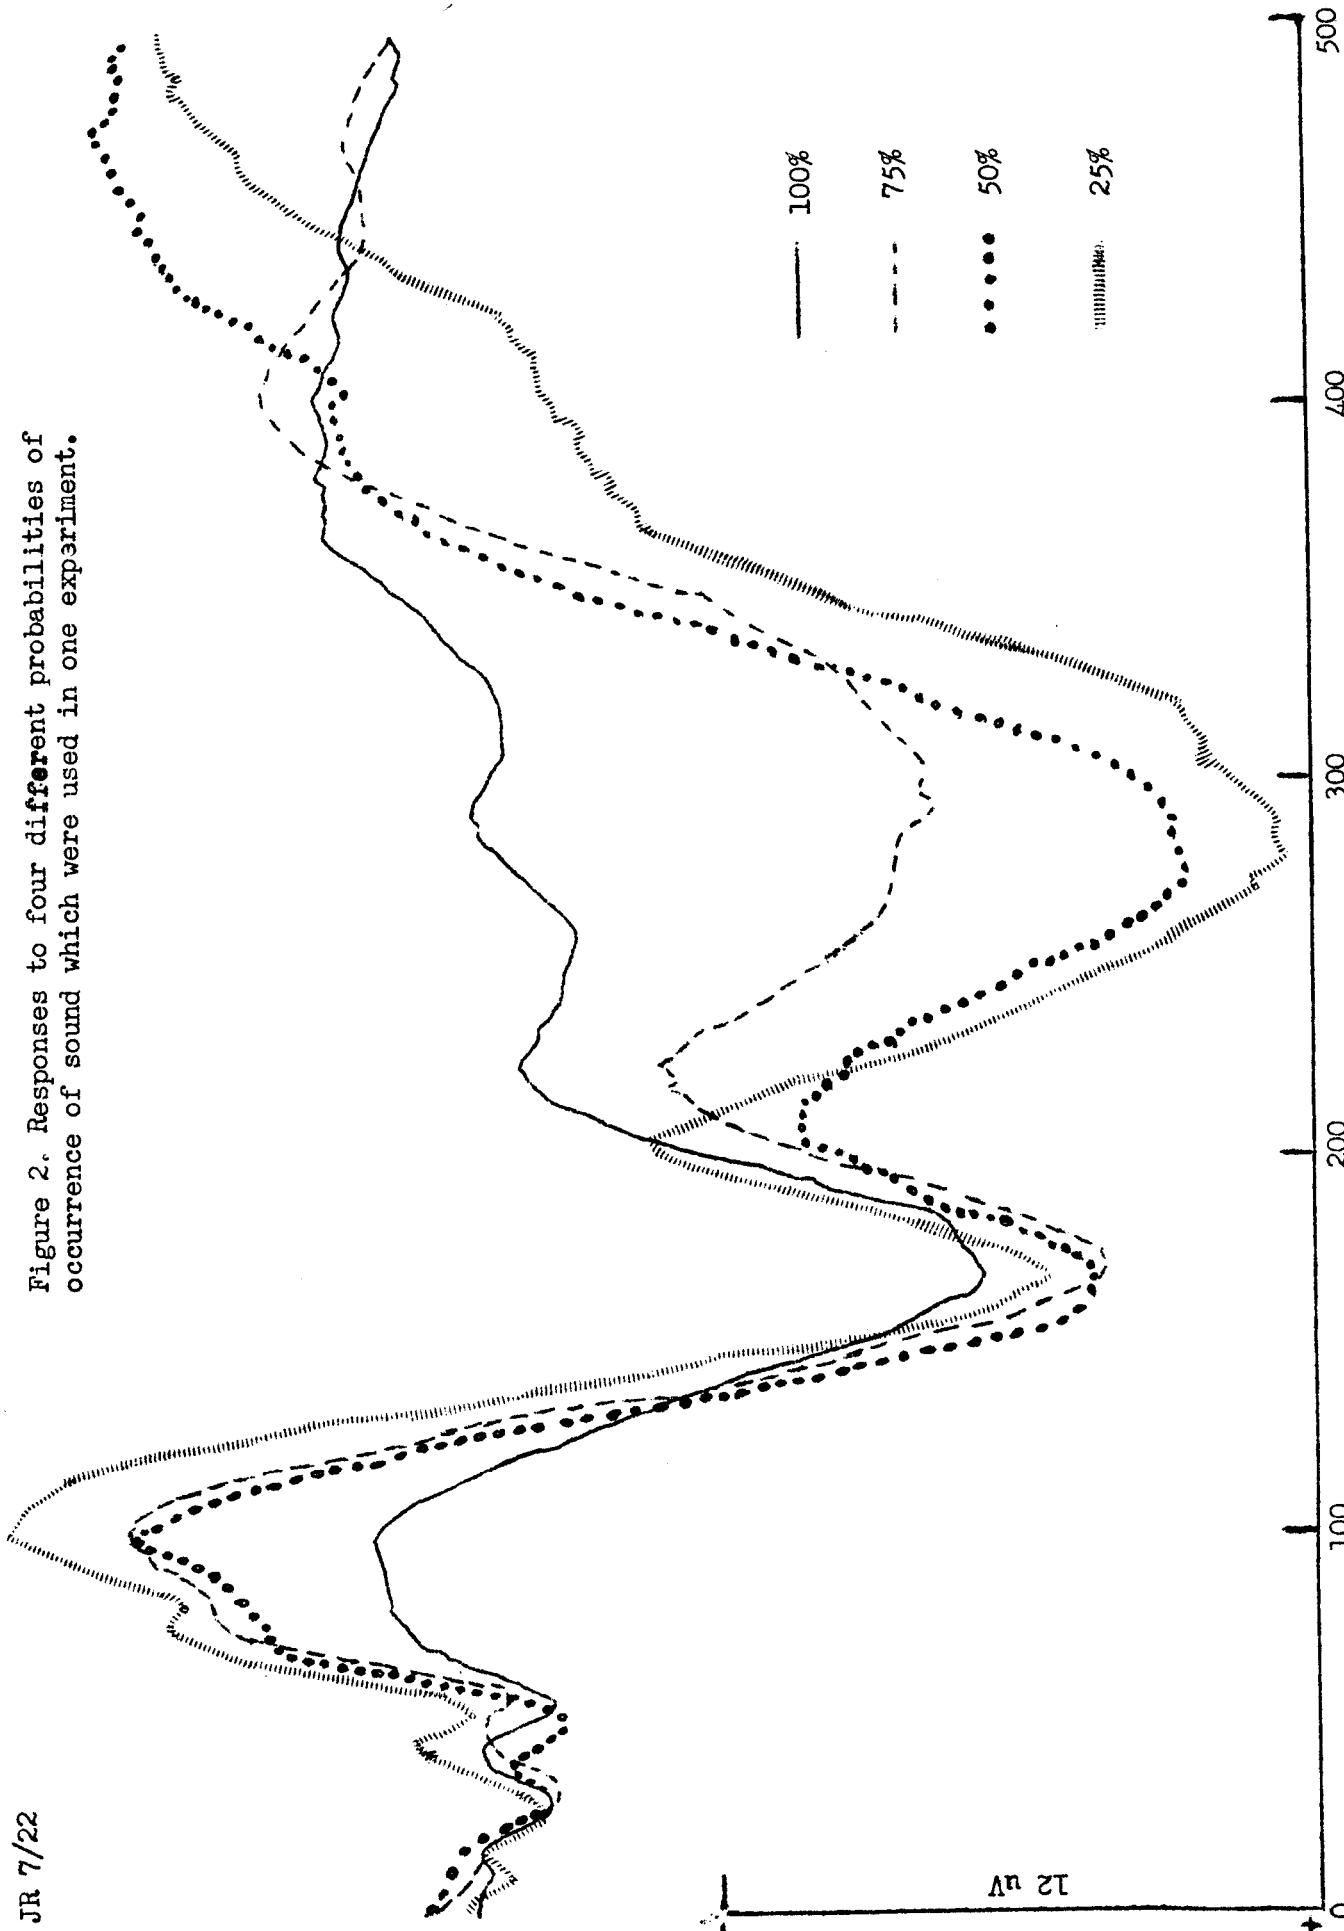 JR 7/22
Figure 2. Responses to four different probabilities of
occurrence of sound which were used in one experiment.
100%
75%
50%
25%
12 uV
+
0
100
200
300
400
500